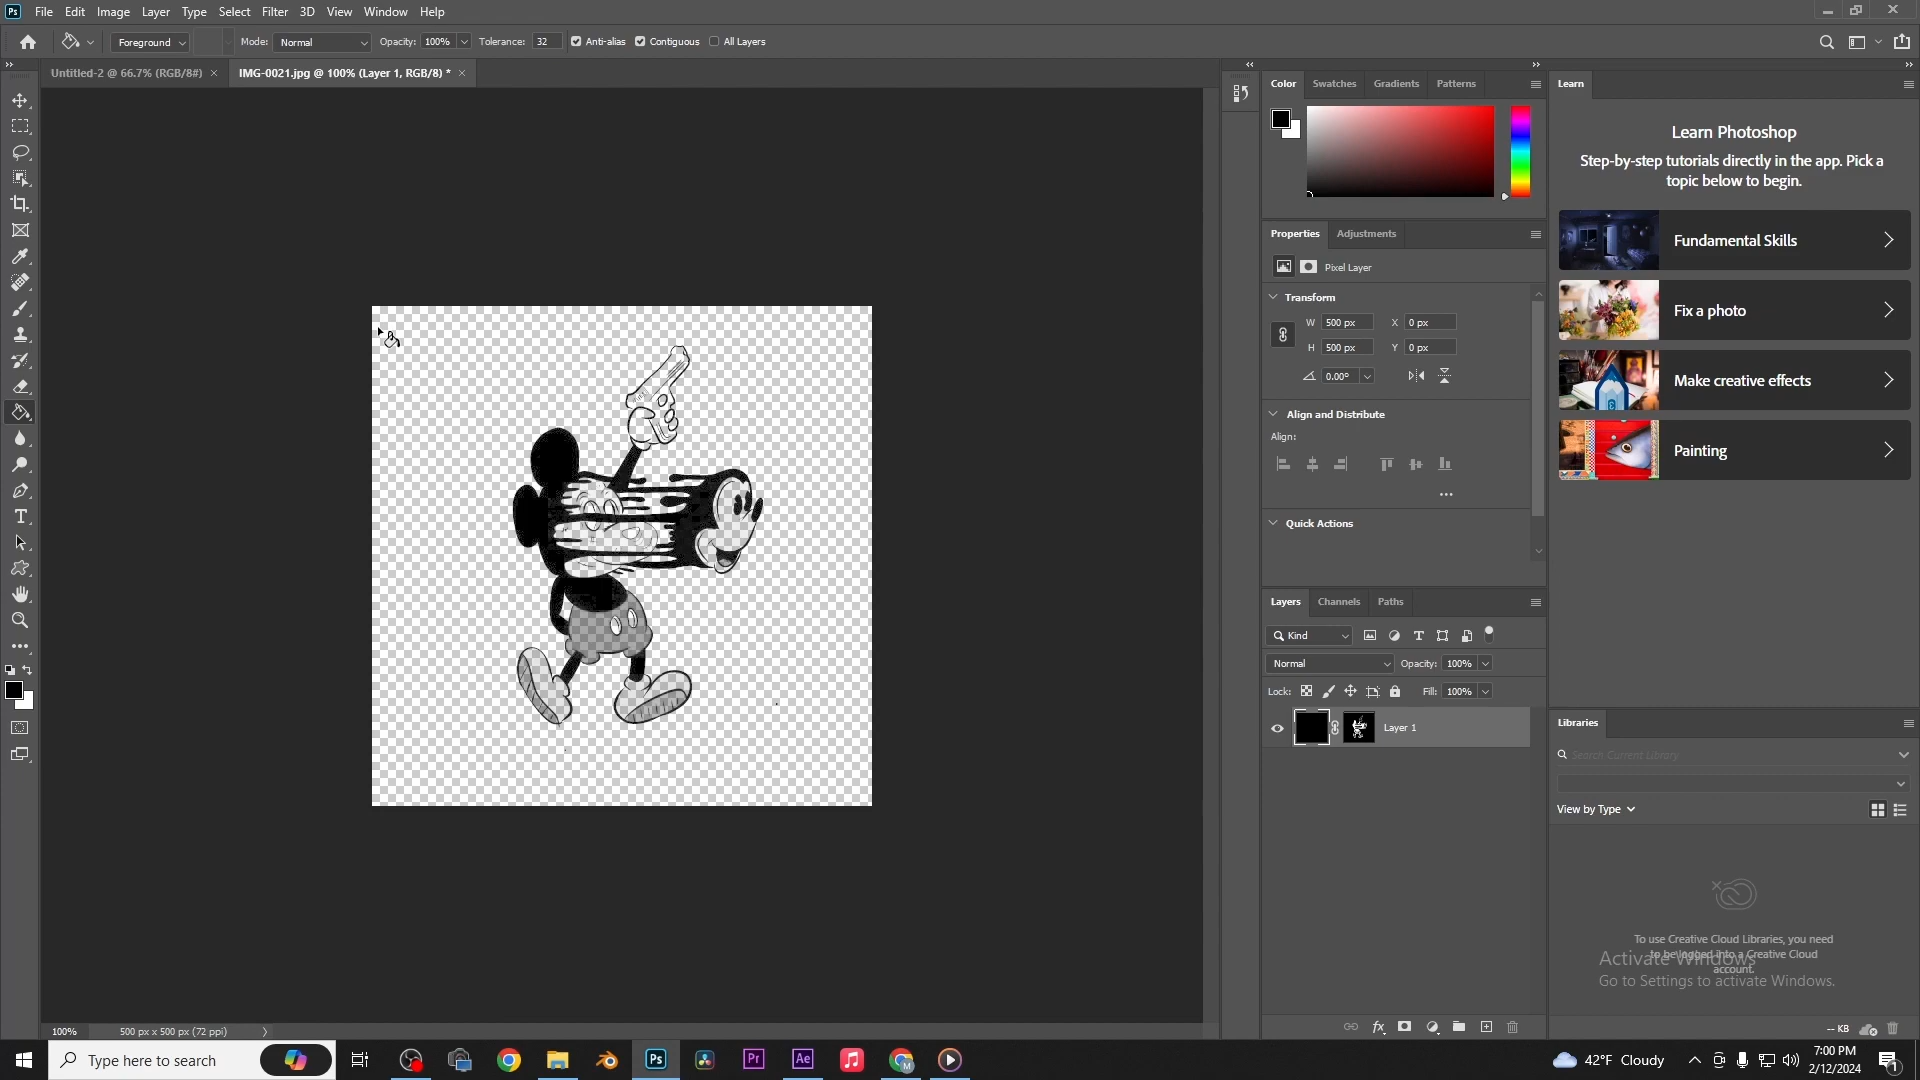 Ps File Edit Image Layer Type Select Filter 3D View Window Help
Foreground Mode: Normal Opacity: 100% Tolerance: 32 Anti-alias Contiguous All Layers
Untitled-2 @ 66.7% (RGB/8#) × IMG-0021.jpg @ 100% (Layer 1, RGB/8) * ×
Color Swatches Gradients Patterns
Properties Adjustments
Pixel Layer
Transform
W 500 px X 0 px
H 500 px Y 0 px
0.00°
Align and Distribute
Align:
Quick Actions
Layers Channels Paths
Kind
Normal Opacity: 100%
Lock: Fill: 100%
Layer 1
Learn
Learn Photoshop
Step-by-step tutorials directly in the app. Pick a
topic below to begin.
Fundamental Skills
Fix a photo
Make creative effects
Painting
Libraries
Search Current Library
View by Type
To use Creative Cloud Libraries, you need
to be logged into a Creative Cloud
account.
Activate Windows
Go to Settings to activate Windows.
-- KB
100% 500 px x 500 px (72 ppi)
Type here to search
Ps Pr Ae M
42°F Cloudy
7:00 PM
2/12/2024
1